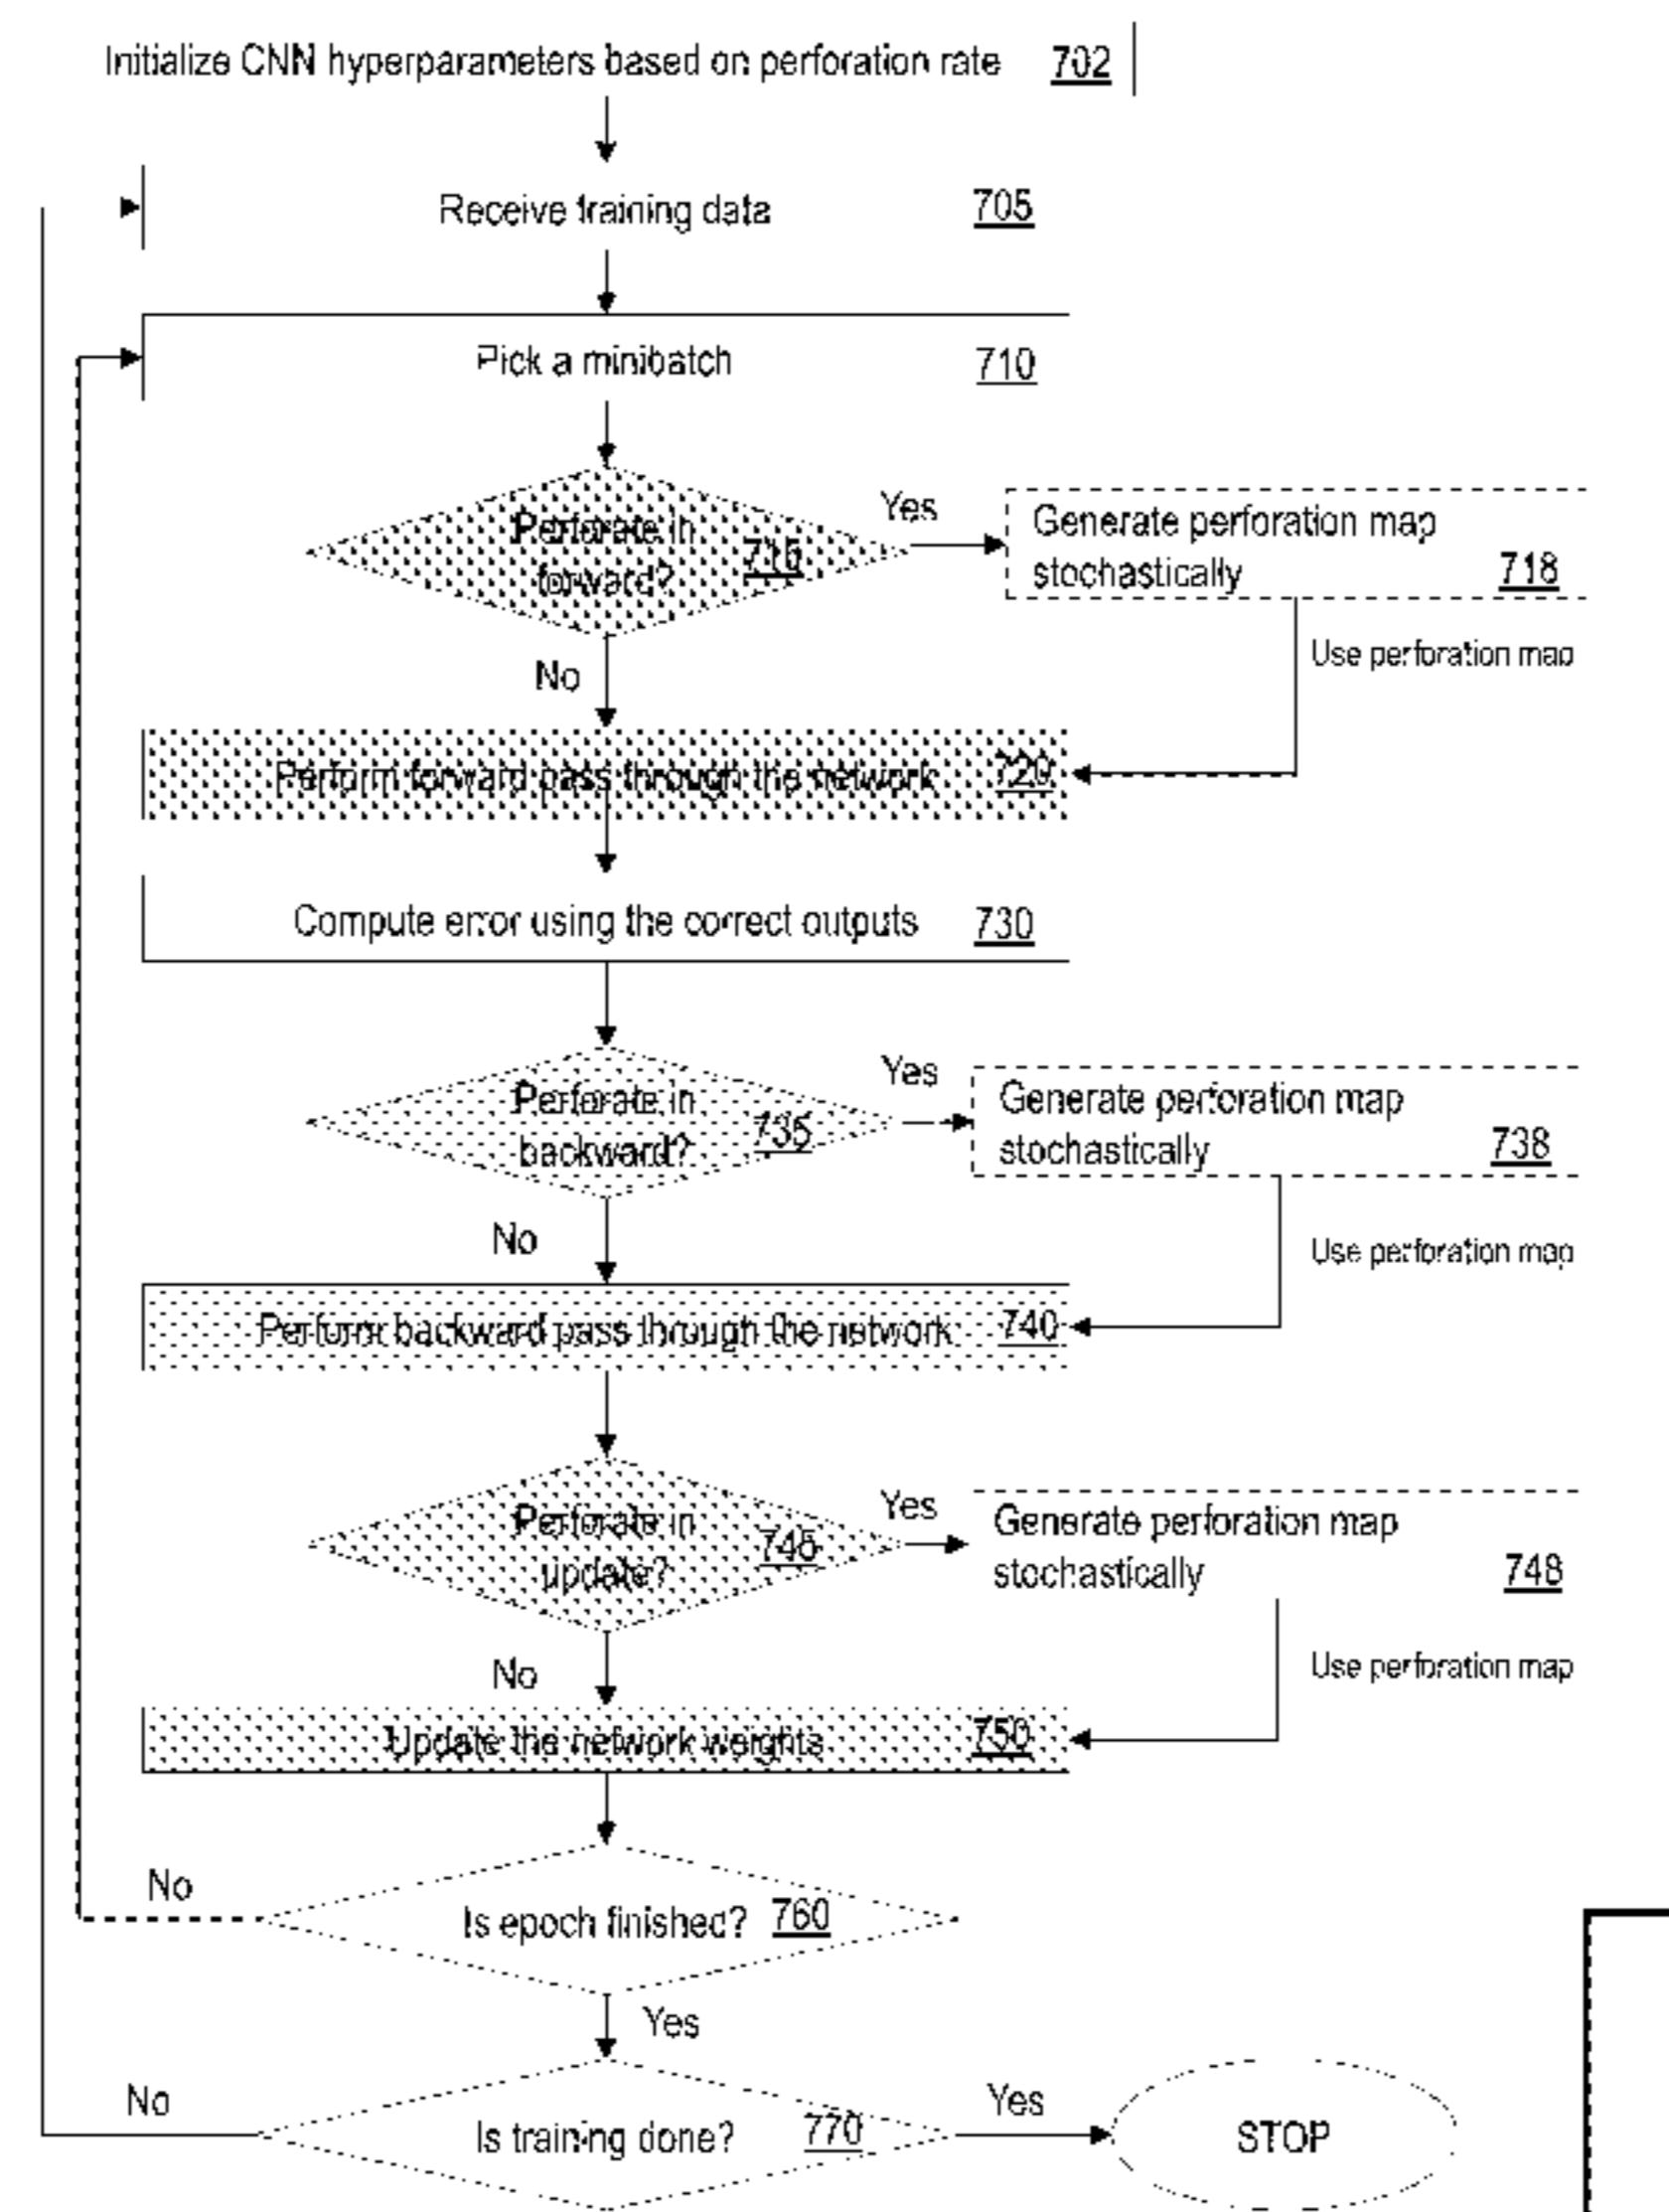 Initialize CNN hyperparameters based on perforation rate 702
Receive training data 705
Pick a minibatch 710
Perforate in
forward? 715
Yes
Generate perforation map
stochastically 718
Use perforation map
No
Perform forward pass through the network 720
Compute error using the correct outputs 730
Perforate in
backward? 735
Yes
Generate perforation map
stochastically 738
No
Use perforation map
Perform backward pass through the network 740
Perforate in
update? 745
Yes
Generate perforation map
stochastically 748
No
Use perforation map
Update the network weights 750
No
Is epoch finished? 760
Yes
No
Is training done? 770
Yes
STOP